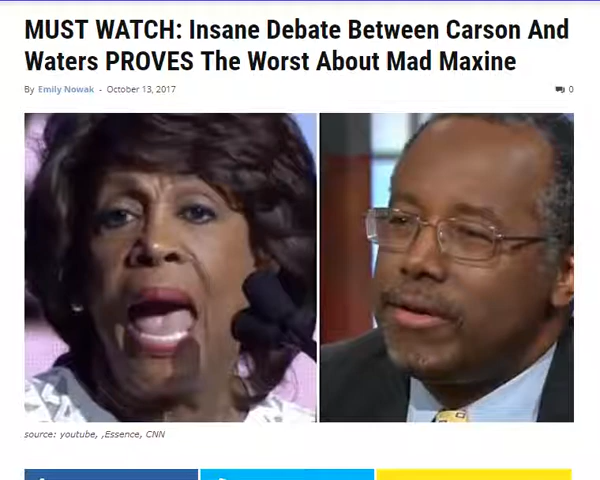 MUST WATCH: Insane Debate Between Carson And
Waters PROVES The Worst About Mad Maxine
By Emily Nowak - October 13, 2017 0
source: youtube, ,Essence, CNN